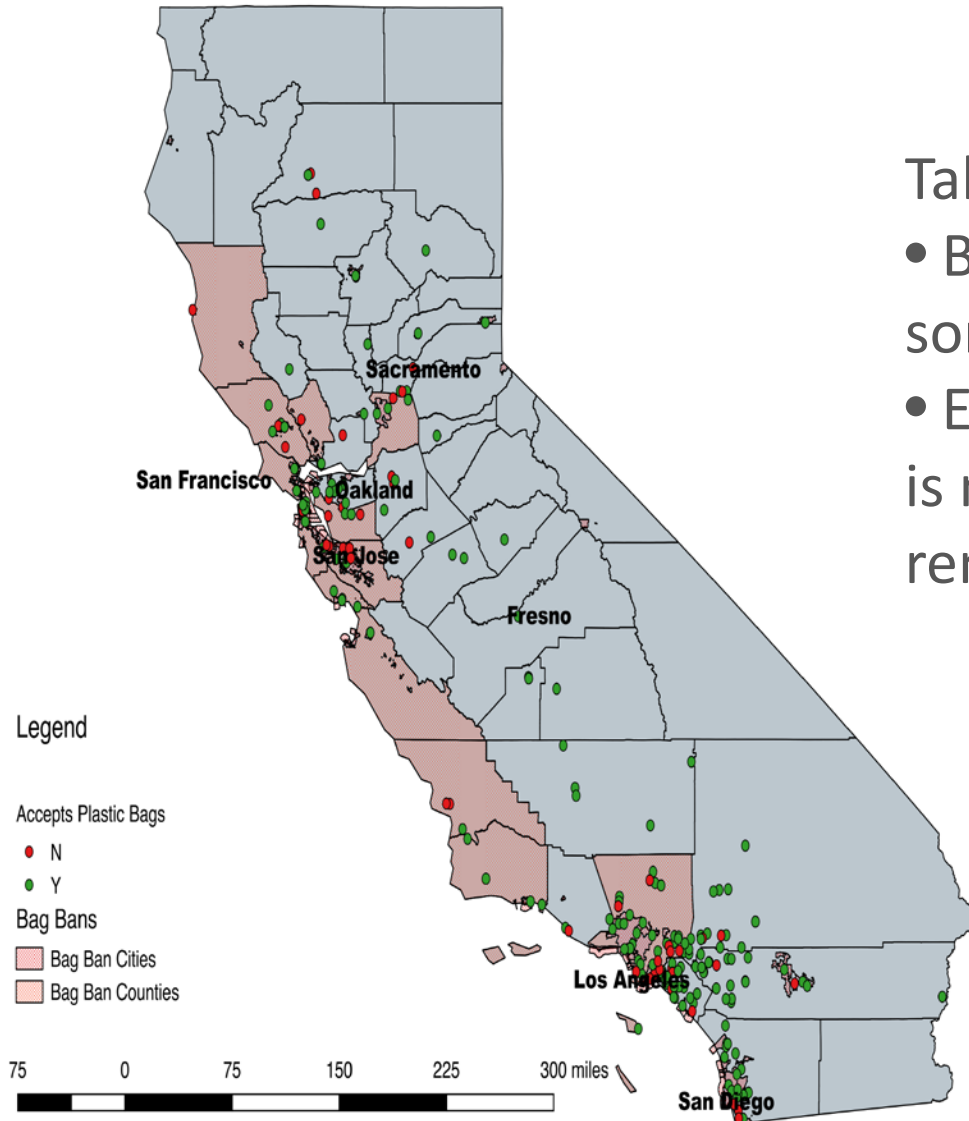 Sacramento
San Francisco
Oakland
San Jose
Fresno
Los Angeles
San Diego
Legend
Accepts Plastic Bags
N
Y
Bag Bans
Bag Ban Cities
Bag Ban Counties
75 0 75 150 225 300 miles
•
•
is